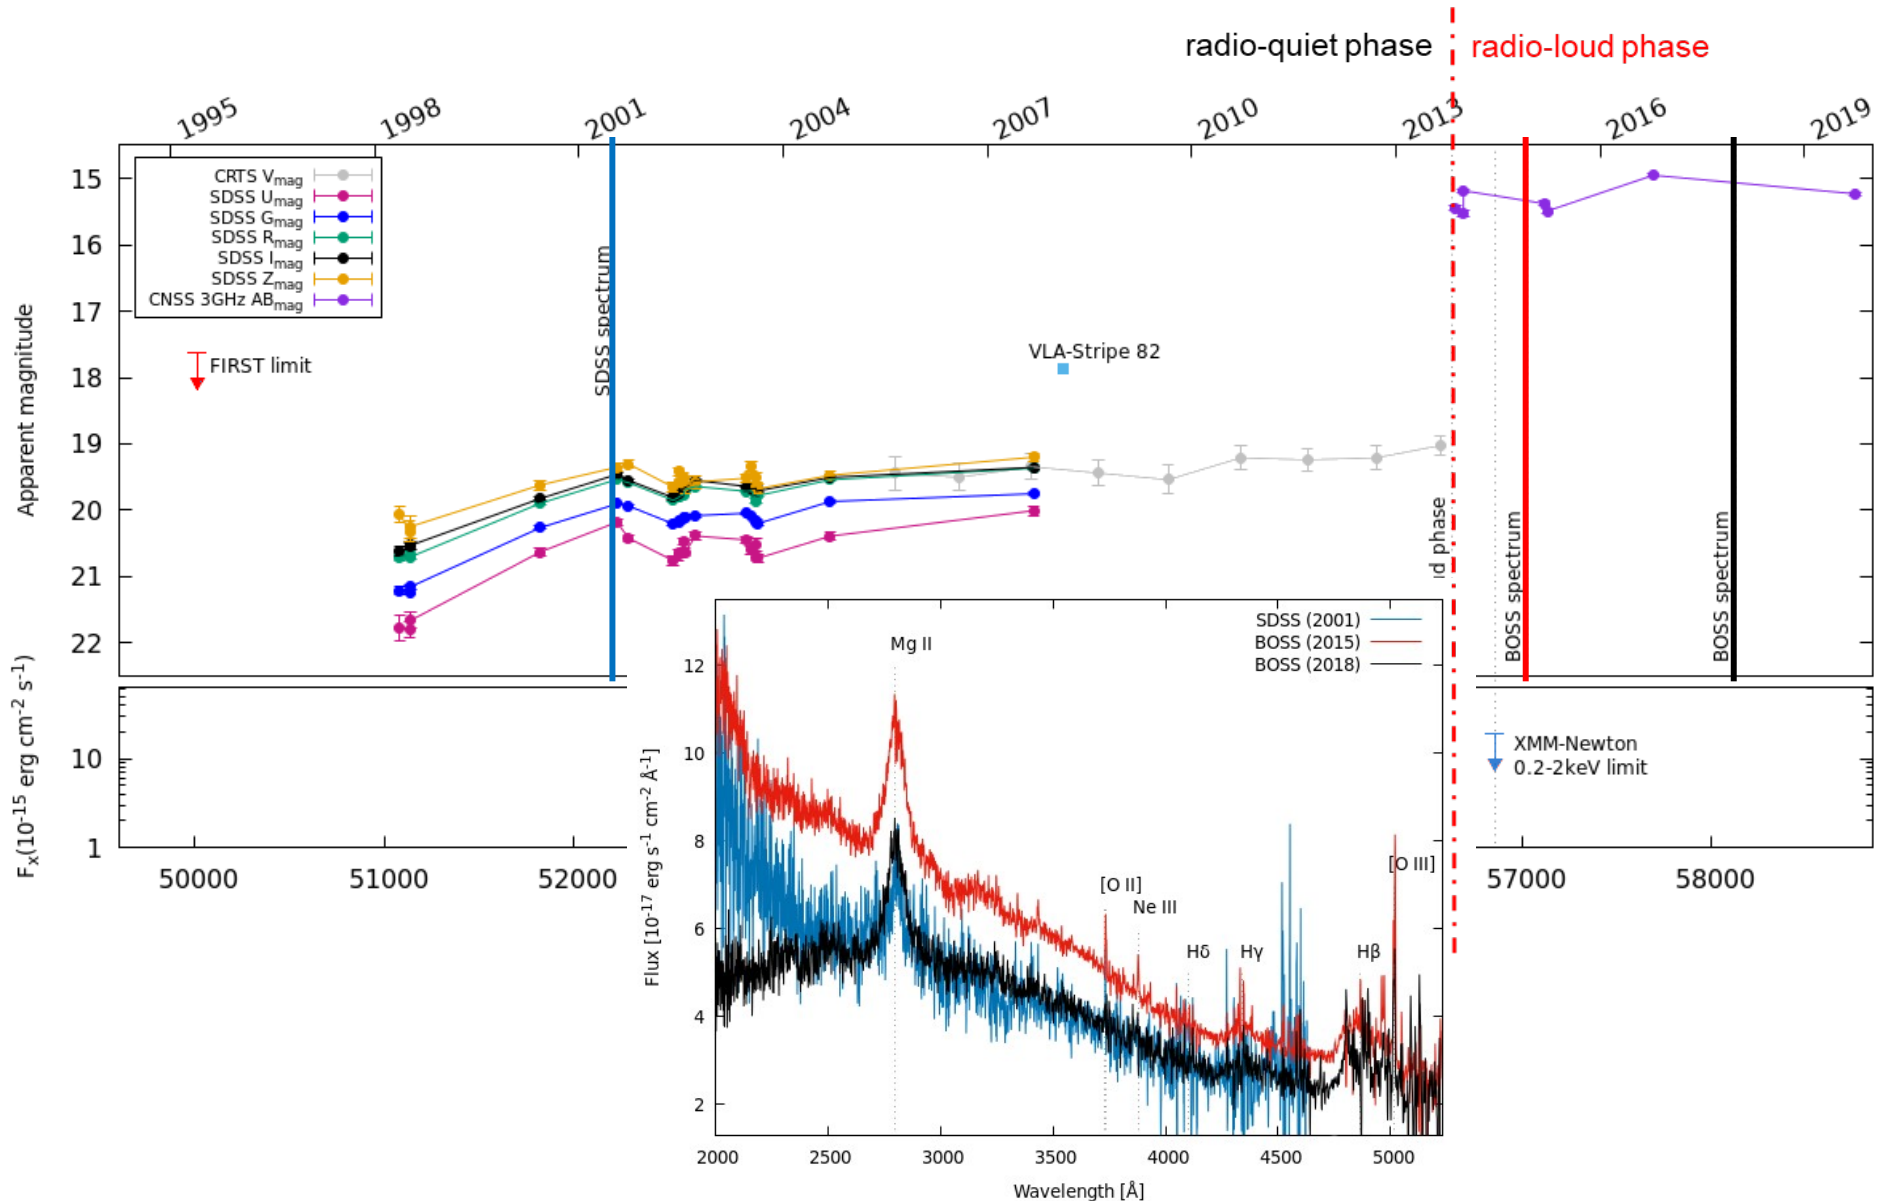 radio-quiet phase radio-loud phase
1995 1998 2001 2004 2007 2010 2013 2016 2019
CRTS Vmag
SDSS Umag
SDSS Gmag
SDSS Rmag
SDSS Imag
SDSS Zmag
CNSS 3GHz ABmag
15
16
17
18
19
20
21
22
Apparent magnitude
FIRST limit
SDSS spectrum
VLA-Stripe 82
phase
BOSS spectrum
BOSS spectrum
Fx(10-15 erg cm-2 s-1)
10
1
50000 51000 52000 57000 58000
XMM-Newton
0.2-2keV limit
SDSS (2001)
BOSS (2015)
BOSS (2018)
Mg II
[O II]
Ne III
Hδ
Hγ
Hβ
[O III]
Flux [10-17 erg s-1 cm-2 Å-1]
12
10
8
6
4
2
2000 2500 3000 3500 4000 4500 5000
Wavelength [Å]